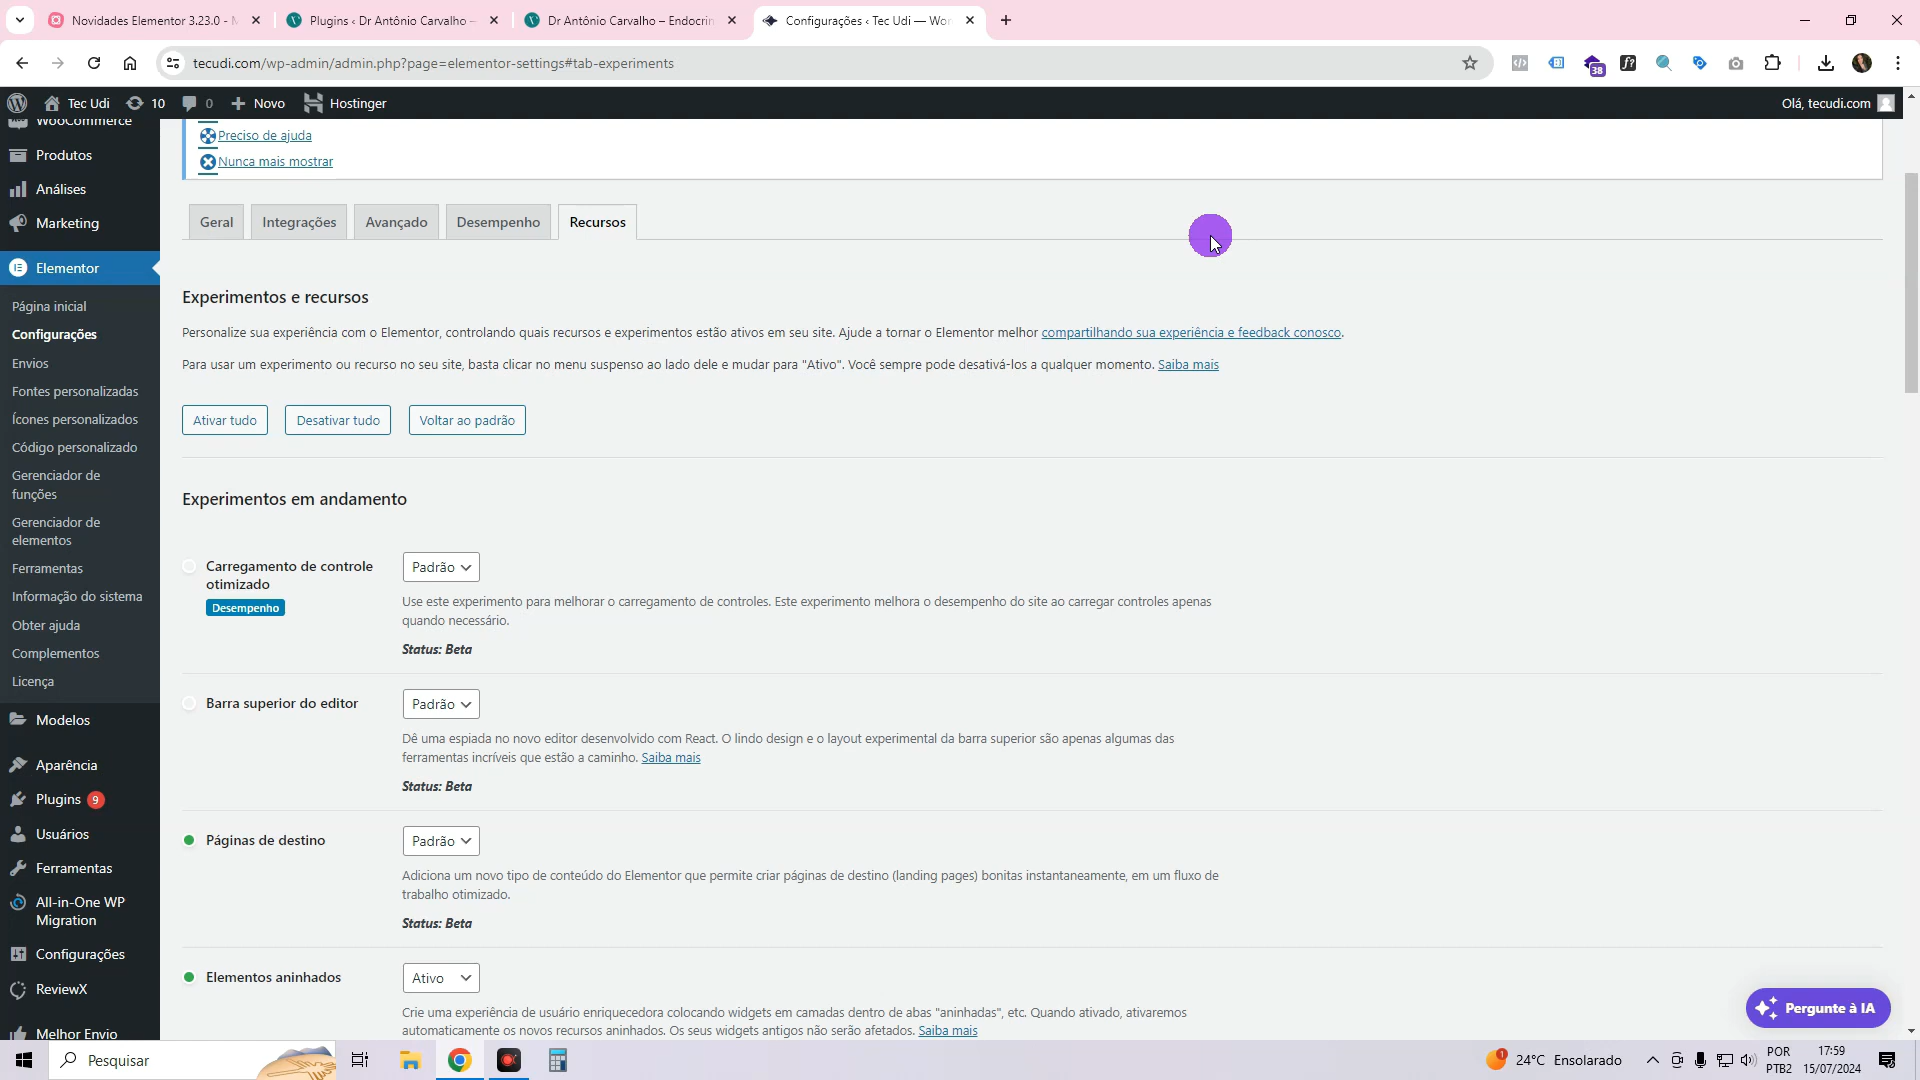 Novidades Elementor 3.23.0 - M
Plugins ‹ Dr Antônio Carvalho —
Dr Antônio Carvalho – Endocrin
Configurações ‹ Tec Udi — Wor
tecudi.com/wp-admin/admin.php?page=elementor-settings#tab-experiments
38
Tec Udi
10
0
Novo
Hostinger
Olá, tecudi.com
WooCommerce
Produtos
Análises
Marketing
Elementor
Página inicial
Configurações
Envios
Fontes personalizadas
Ícones personalizados
Código personalizado
Gerenciador de
funções
Gerenciador de
elementos
Ferramentas
Informação do sistema
Obter ajuda
Complementos
Licença
Modelos
Aparência
Plugins 9
Usuários
Ferramentas
All-in-One WP
Migration
Configurações
ReviewX
Melhor Envio
Preciso de ajuda
Nunca mais mostrar
Geral
Integrações
Avançado
Desempenho
Recursos
Experimentos e recursos
Personalize sua experiência com o Elementor, controlando quais recursos e experimentos estão ativos em seu site. Ajude a tornar o Elementor melhor compartilhando sua experiência e feedback conosco.
Para usar um experimento ou recurso no seu site, basta clicar no menu suspenso ao lado dele e mudar para "Ativo". Você sempre pode desativá-los a qualquer momento. Saiba mais
Ativar tudo
Desativar tudo
Voltar ao padrão
Experimentos em andamento
Carregamento de controle
otimizado
Desempenho
Padrão
Use este experimento para melhorar o carregamento de controles. Este experimento melhora o desempenho do site ao carregar controles apenas
quando necessário.
Status: Beta
Barra superior do editor
Padrão
Dê uma espiada no novo editor desenvolvido com React. O lindo design e o layout experimental da barra superior são apenas algumas das
ferramentas incríveis que estão a caminho. Saiba mais
Status: Beta
Páginas de destino
Padrão
Adiciona um novo tipo de conteúdo do Elementor que permite criar páginas de destino (landing pages) bonitas instantaneamente, em um fluxo de
trabalho otimizado.
Status: Beta
Elementos aninhados
Ativo
Crie uma experiência de usuário enriquecedora colocando widgets em camadas dentro de abas "aninhadas", etc. Quando ativado, ativaremos
automaticamente os novos recursos aninhados. Os seus widgets antigos não serão afetados. Saiba mais
Pergunte à IA
Pesquisar
1
24°C Ensolarado
POR
PTB2
17:59
15/07/2024